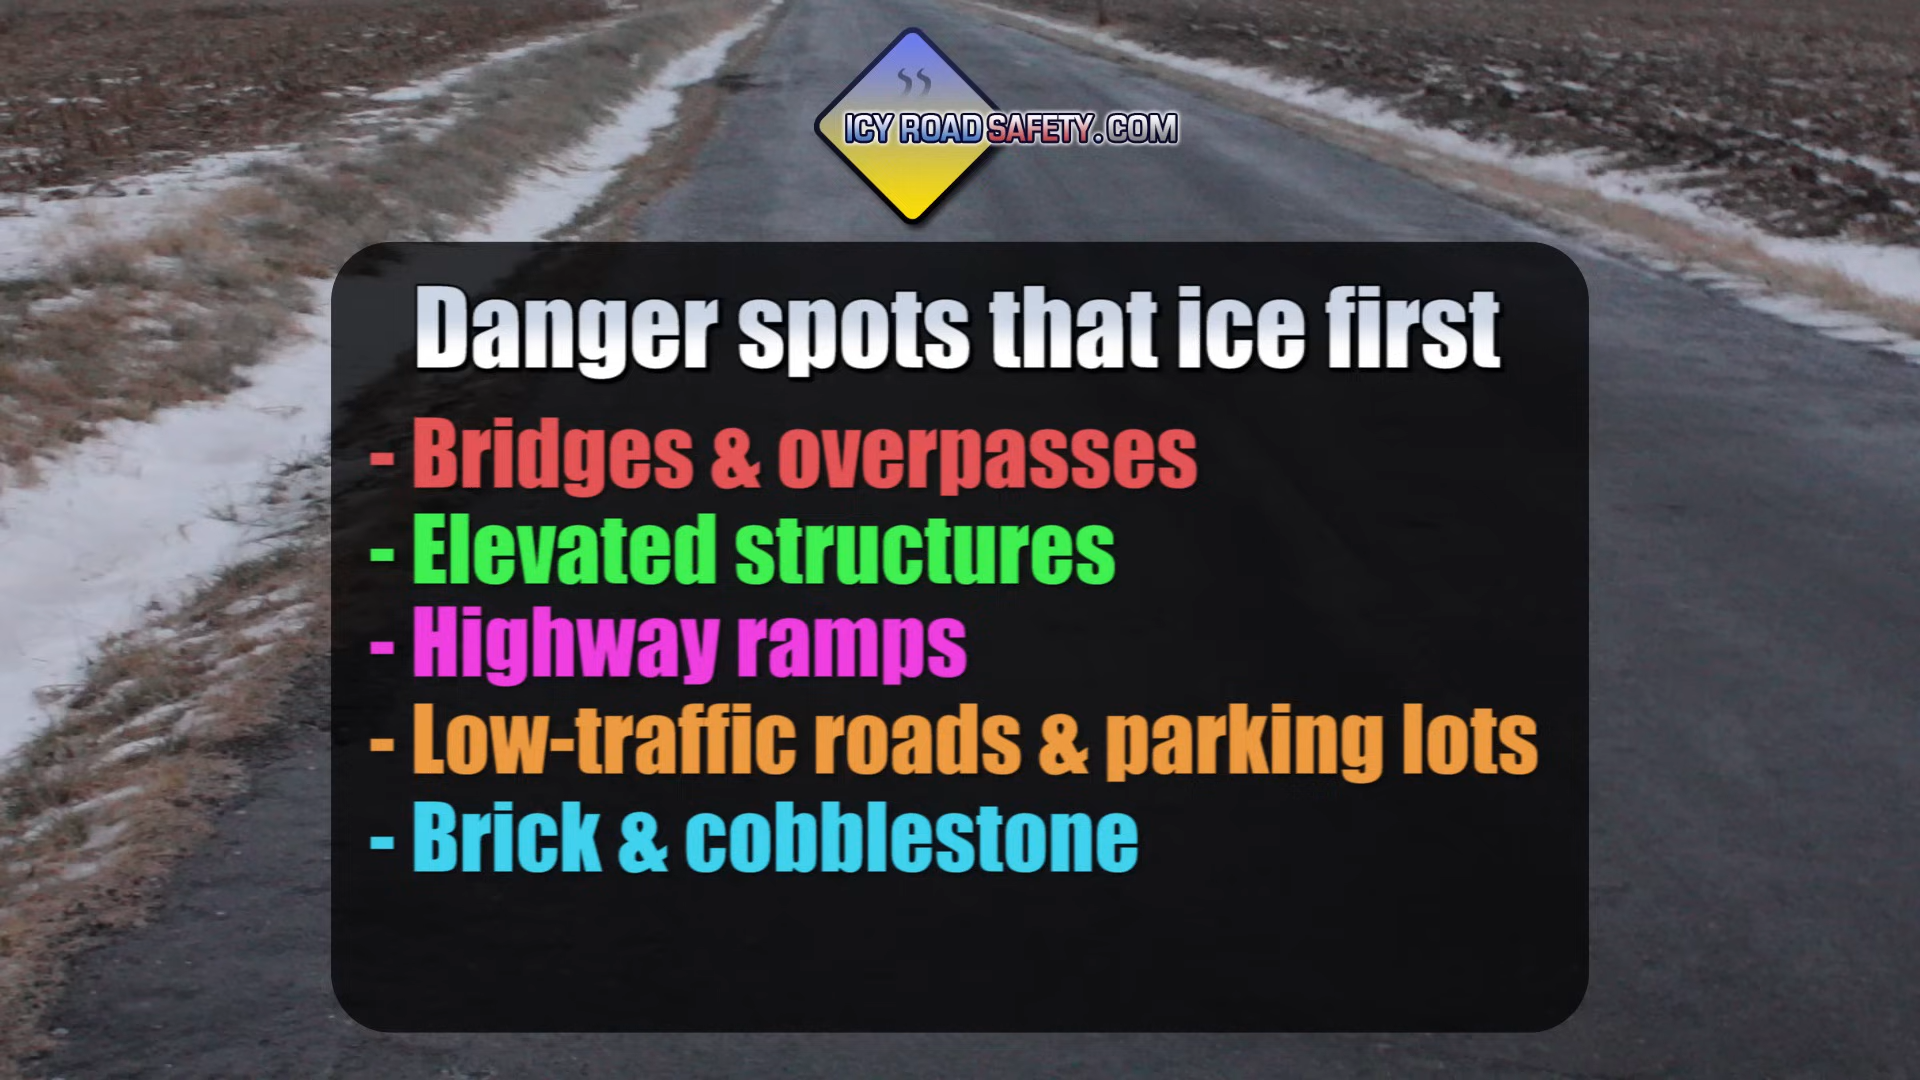 ICY ROAD SAFETY.COM
Danger spots that ice first
- Bridges & overpasses
- Elevated structures
- Highway ramps
- Low-traffic roads & parking lots
- Brick & cobblestone